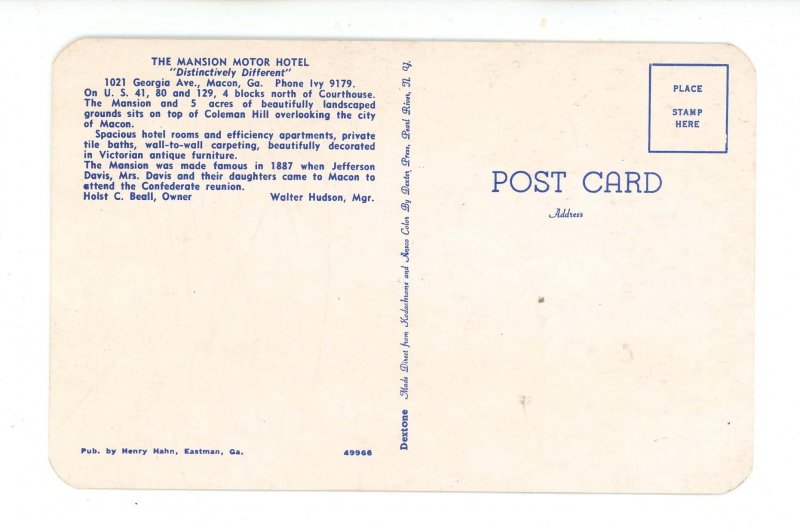 THE MANSION MOTOR HOTEL
"Distinctively Different"
1021 Georgia Ave., Macon, Ga. Phone Ivy 9179.
On U. S. 41, 80 and 129, 4 blocks north of Courthouse.
The Mansion and 5 acres of beautifully landscaped
grounds sits on top of Coleman Hill overlooking the city
of Macon.
Spacious hotel rooms and efficiency apartments, private
tile baths, wall-to-wall carpeting, beautifully decorated
in Victorian antique furniture.
The Mansion was made famous in 1887 when Jefferson
Davis, Mrs. Davis and their daughters came to Macon to
attend the Confederate reunion.
Holst C. Beall, Owner Walter Hudson, Mgr.
Pub. by Henry Hahn, Eastman, Ga. 49966
Dextone Made Direct from Kodachrome and Ansco Color By Dexter Press, Pearl River, N. Y.
PLACE
STAMP
HERE
POST CARD
Address